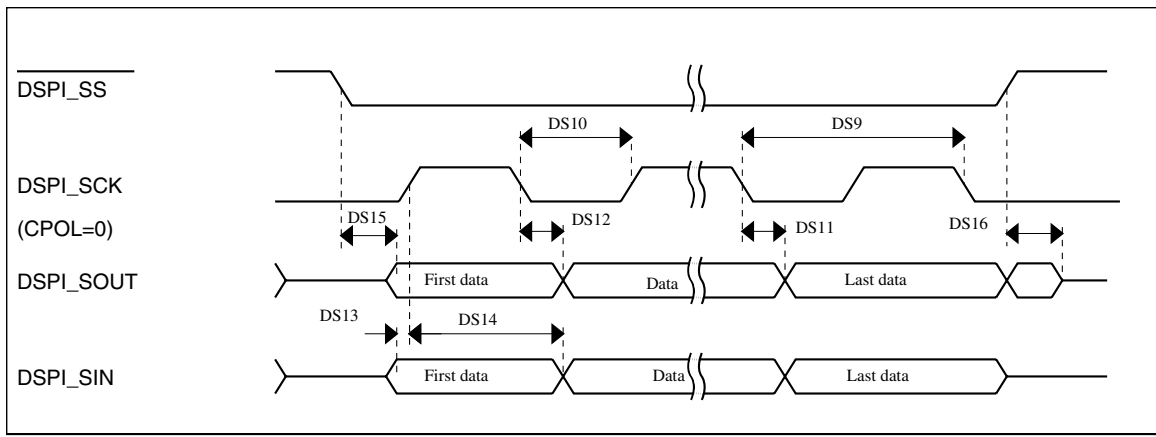 DSPI_SS
DS10
DS9
DSPI_SCK
DS15
DS12
DS11
DS16
(CPOL=0)
DSPI_SOUT
First data
Data
Last data
DS13
DS14
DSPI_SIN
First data
Data
Last data